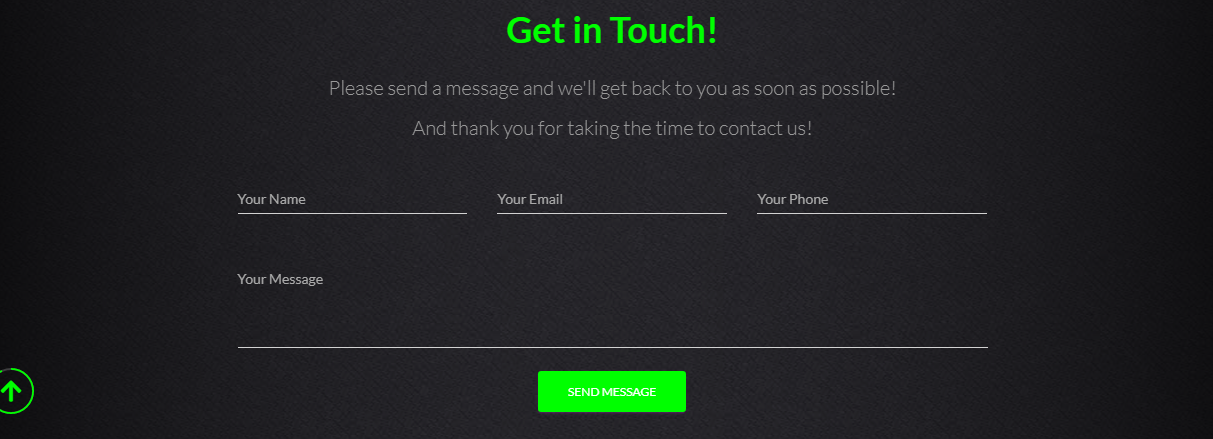 Get in Touch!
Please send a message and we'll get back to you as soon as possible!
And thank you for taking the time to contact us!
Your Name Your Email Your Phone
Your Message
SEND MESSAGE